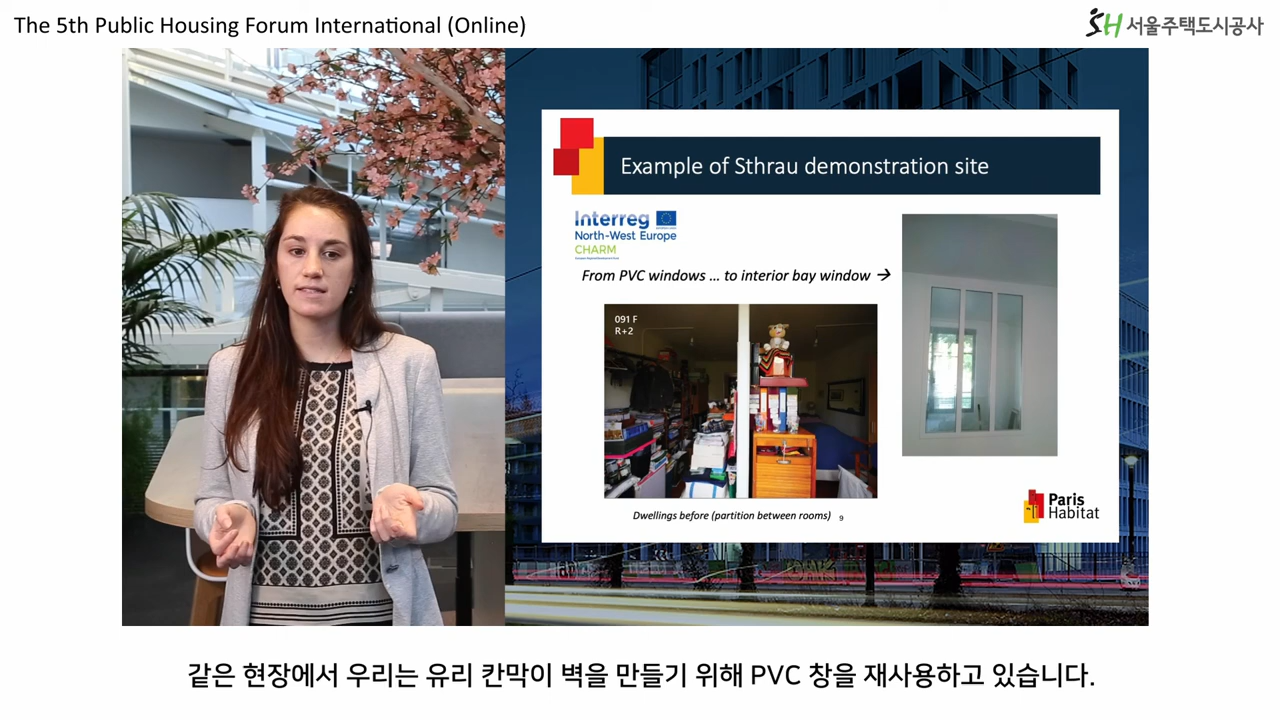 The 5th Public Housing Forum International (Online)
SH 서울주택도시공사
Example of Sthrau demonstration site
Interreg
North-West Europe
CHARM
From PVC windows ... to interior bay window →
091 F
R+2
Dwellings before (partition between rooms) 9
Paris
Habitat
같은 현장에서 우리는 유리 칸막이 벽을 만들기 위해 PVC 창을 재사용하고 있습니다.